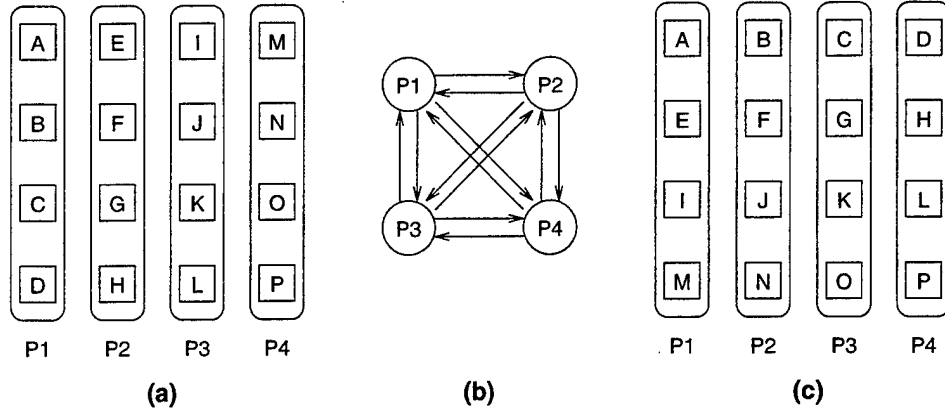 A E I M
B F J N
C G K O
D H L P
P1 P2 P3 P4
(a)
P1 P2
P3 P4
(b)
A B C D
E F G H
I J K L
M N O P
P1 P2 P3 P4
(c)